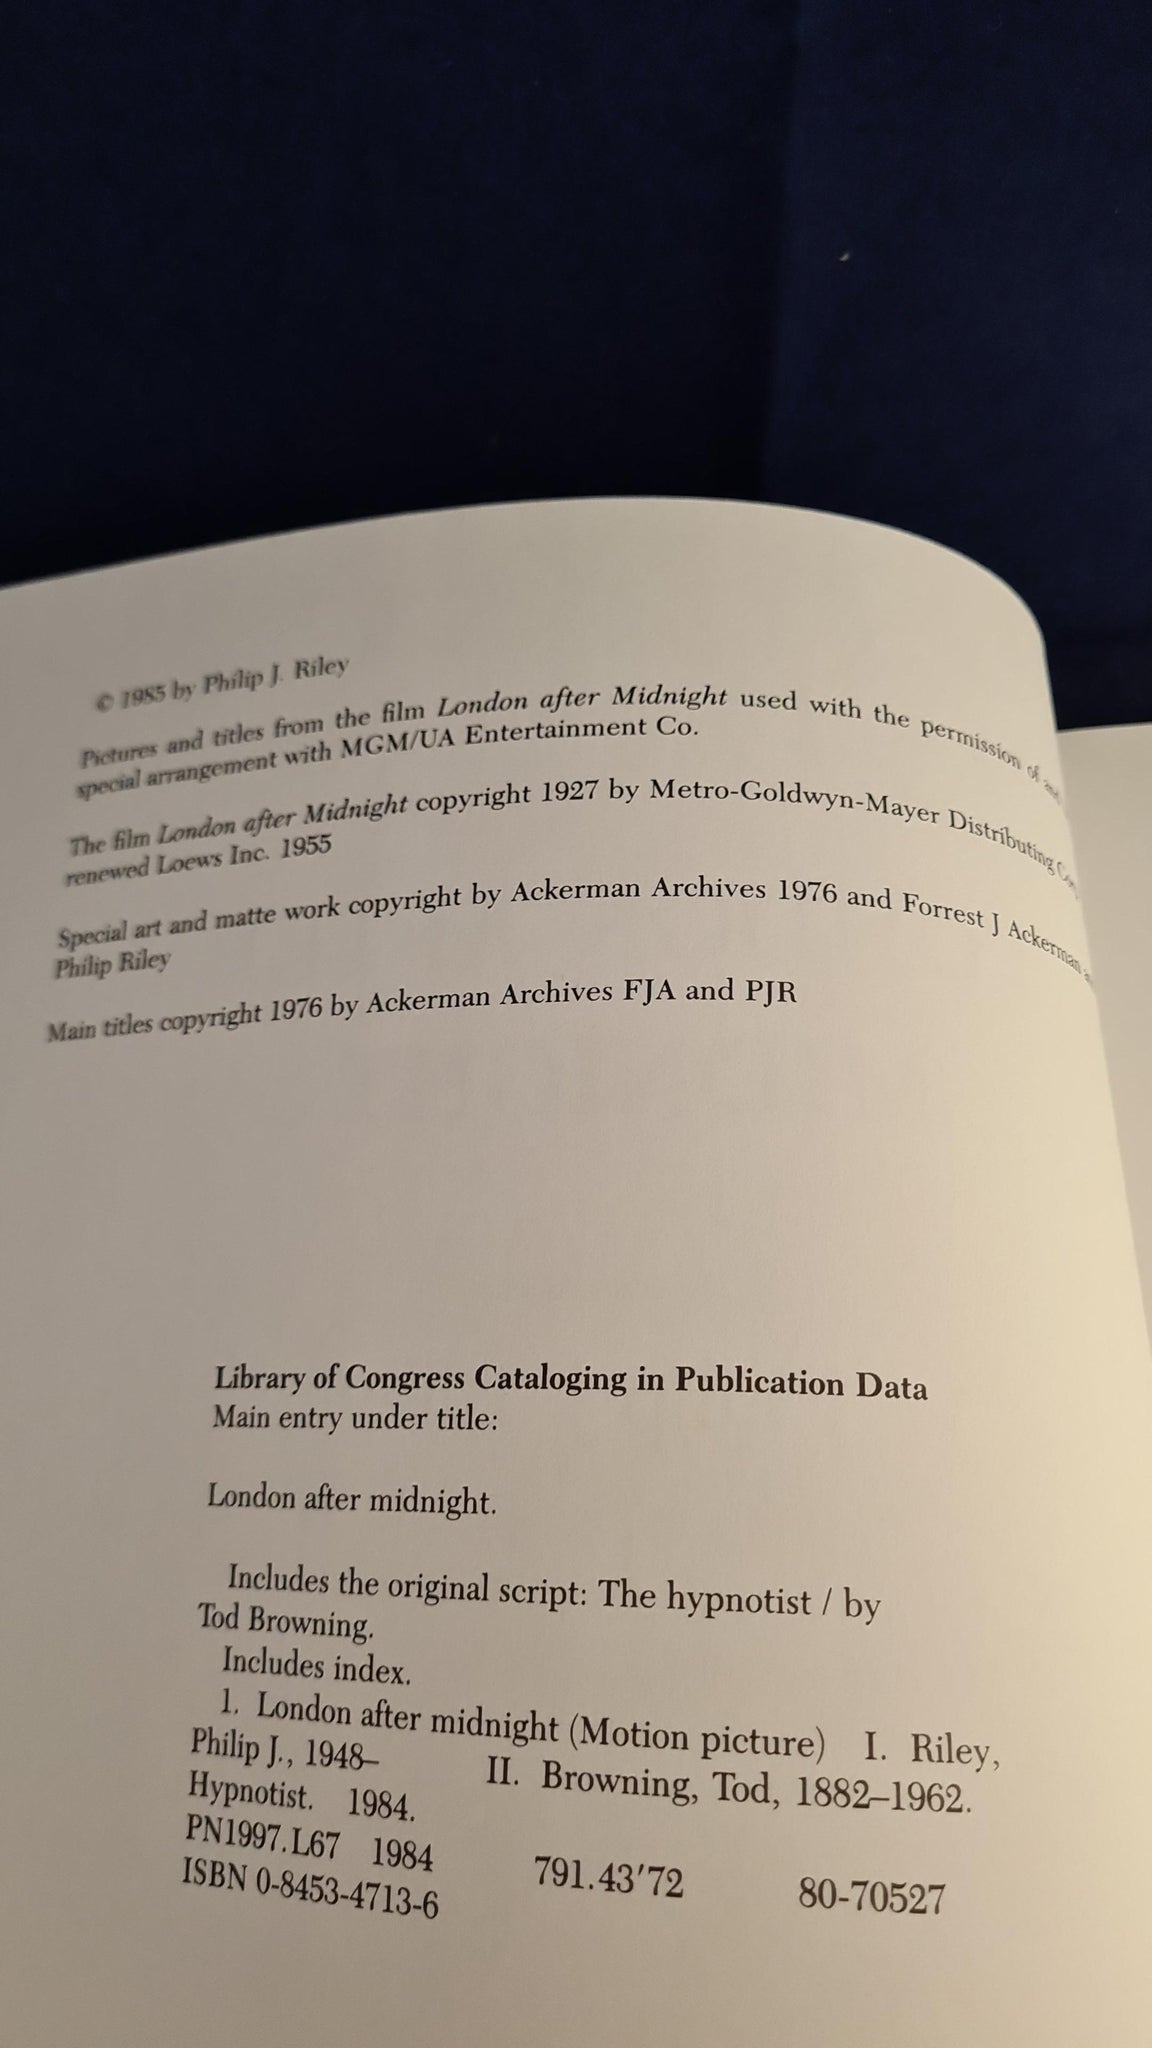 © 1985 by Philip J. Riley
Pictures and titles from the film London after Midnight used with the permission of and
special arrangement with MGM/UA Entertainment Co.
The film London after Midnight copyright 1927 by Metro-Goldwyn-Mayer Distributing
renewed Loews Inc. 1955
Special art and matte work copyright by Ackerman Archives 1976 and Forrest J Ackerman
Philip Riley
Main titles copyright 1976 by Ackerman Archives FJA and PJR
Library of Congress Cataloging in Publication Data
Main entry under title:
London after midnight.
Includes the original script: The hypnotist / by
Tod Browning.
Includes index.
1. London after midnight (Motion picture) I. Riley,
Philip J., 1948– II. Browning, Tod, 1882–1962.
Hypnotist. 1984.
PN1997.L67 1984 791.43′72 80-70527
ISBN 0-8453-4713-6